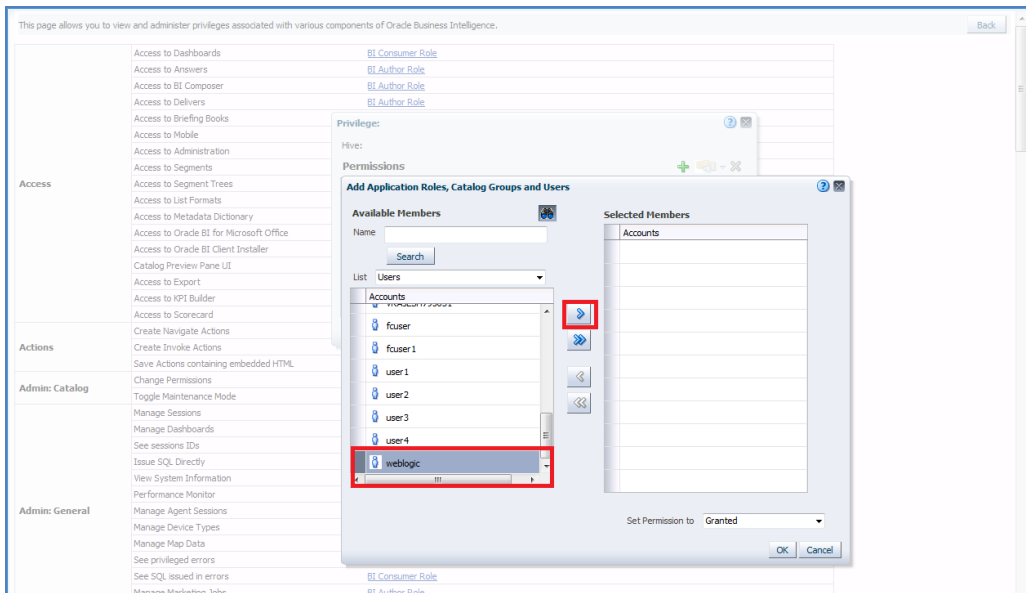 This page allows you to view and administer privileges associated with various components of Oracle Business Intelligence.
Back
Access
Access to Dashboards BI Consumer Role
Access to Answers BI Author Role
Access to BI Composer BI Author Role
Access to Delivers BI Author Role
Access to Briefing Books
Access to Mobile
Access to Administration
Access to Segments
Access to Segment Trees
Access to List Formats
Access to Metadata Dictionary
Access to Oracle BI for Microsoft Office
Access to Oracle BI Client Installer
Catalog Preview Pane UI
Access to Export
Access to KPI Builder
Access to Scorecard
Actions
Create Navigate Actions
Create Invoke Actions
Save Actions containing embedded HTML
Admin: Catalog
Change Permissions
Toggle Maintenance Mode
Admin: General
Manage Sessions
Manage Dashboards
See sessions IDs
Issue SQL Directly
View System Information
Performance Monitor
Manage Agent Sessions
Manage Device Types
Manage Map Data
See privileged errors
See SQL issued in errors BI Consumer Role
Manage Marketing Jobs BI Author Role
Privilege:
Hive:
Permissions
Add Application Roles, Catalog Groups and Users
Available Members
Name
Search
List Users
Accounts
fcuser
fcuser1
user1
user2
user3
user4
weblogic
Selected Members
Accounts
Set Permission to Granted
OK Cancel